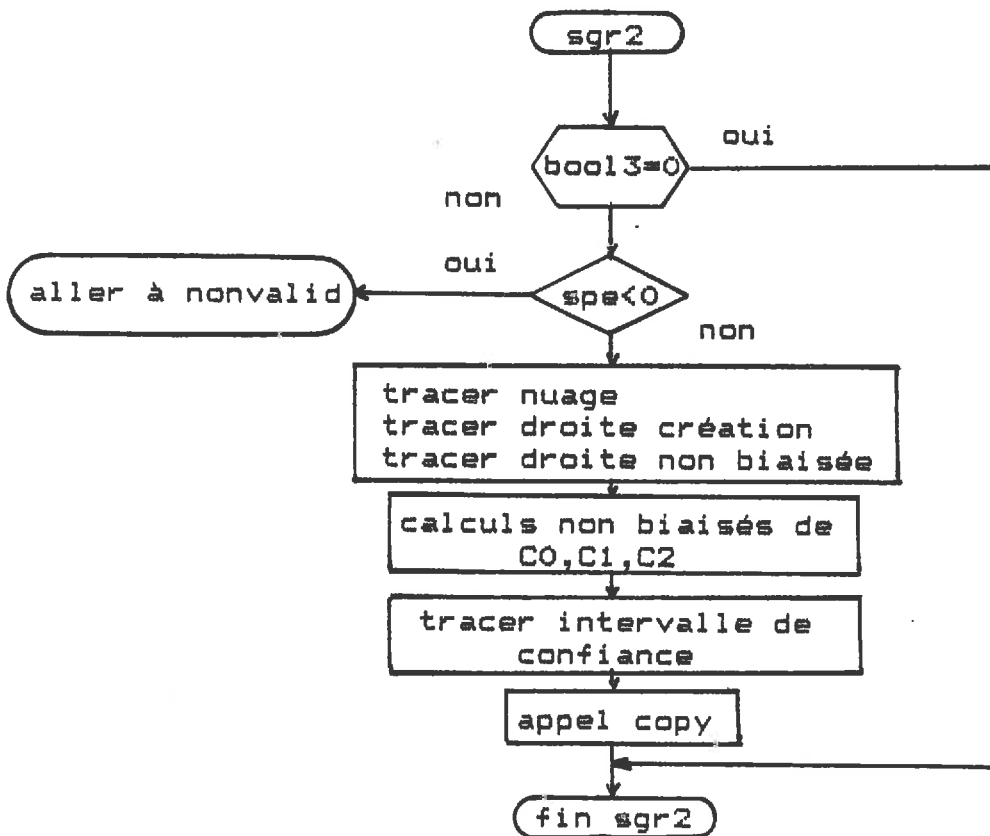 sgr2
oui
bool3=0
non
oui
aller à nonvalid
spe<0
non
tracer nuage
tracer droite création
tracer droite non biaisée
calculs non biaisés de
C0,C1,C2
tracer intervalle de
confiance
appel copy
fin sgr2